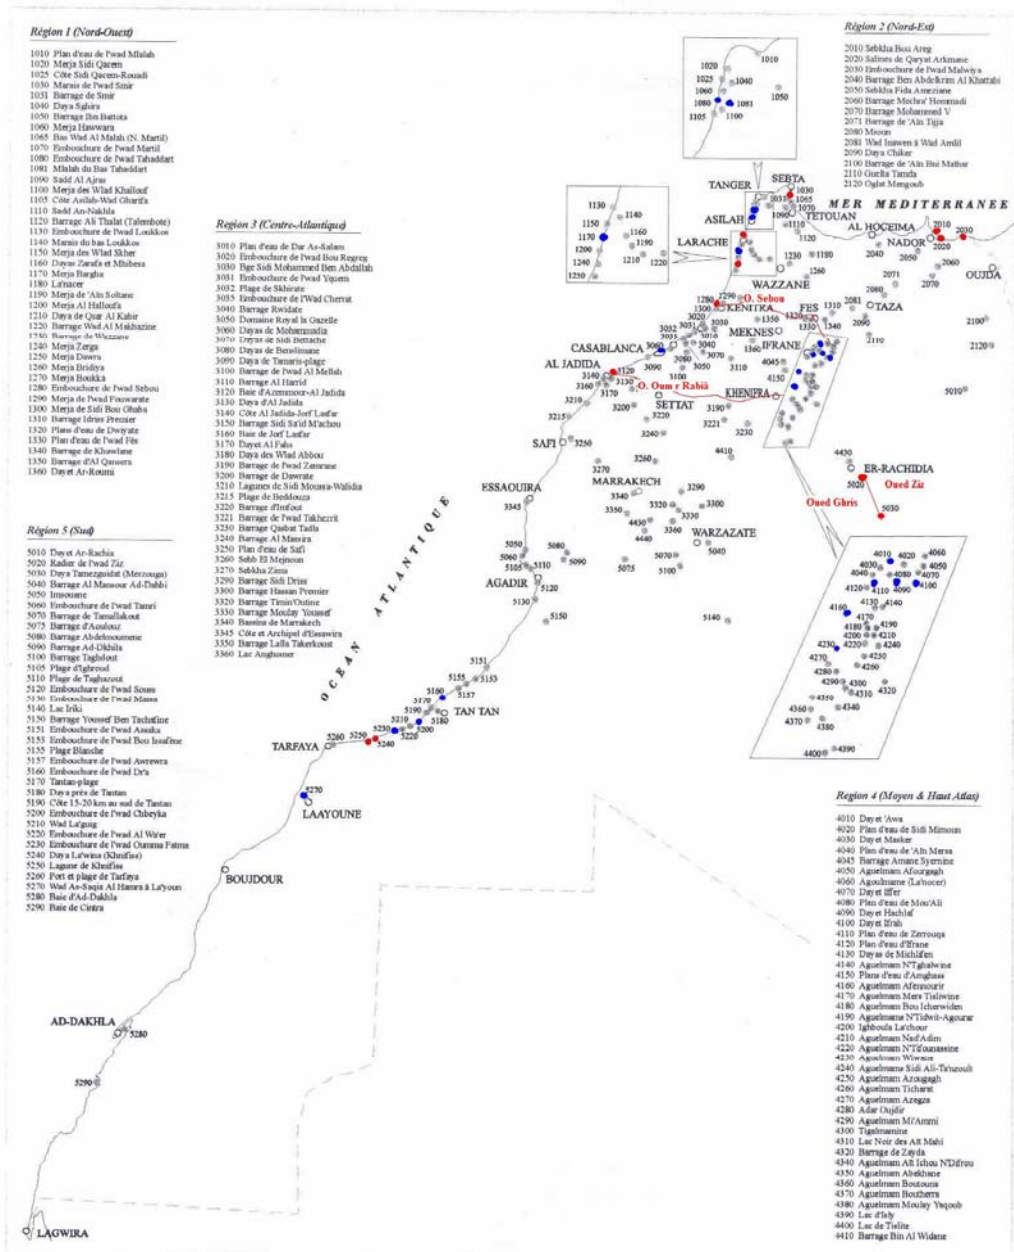 Région 1 (Nord-Ouest)
1010 Plan d'eau de l'wad Mlalah
1020 Merja Sidi Qacem
1025 Côte Sidi Qacem-Rouadi
1030 Marais de l'wad Smir
1031 Barrage de Smir
1040 Daya Sghira
1050 Barrage Ibn Battota
1060 Merja Hawwara
1065 Bas Wad Al Malah (N. Martil)
1070 Embouchure de l'wad Martil
1080 Embouchure de l'wad Tahaddart
1081 Mlalah du Bas Tahaddart
1090 Sadd Al Ajras
1100 Merja des Wlad Khallouf
1105 Côte Asilah-Wad Gharifa
1110 Sadd An-Nakhla
1120 Barrage Ali Thalat (Talembote)
1130 Embouchure de l'wad Loukkos
1140 Marais du bas Loukkos
1150 Merja des Wlad Skher
1160 Dayas Zarafa et Mhibess
1170 Merja Bargha
1180 La'nacer
1190 Merja de 'Aïn Soltane
1200 Merja Al Halloufa
1210 Daya de Qsar Al Kabir
1220 Barrage Wad Al Makhazine
1230 Barrage de Wazzane
1240 Merja Zerga
1250 Merja Dawra
1260 Merja Bridiya
1270 Merja Boukka
1280 Embouchure de l'wad Sebou
1290 Merja de l'wad Fouwarate
1300 Merja de Sidi Bou Ghaba
1310 Barrage Idriss Premier
1320 Plans d'eau de Dwiyate
1330 Plan d'eau de l'wad Fès
1340 Barrage de Khawlane
1350 Barrage d'Al Qansera
1360 Dayet Ar-Roumi
Région 2 (Nord-Est)
2010 Sebkha Bou Areg
2020 Salines de Qaryat Arkmane
2030 Embouchure de l'wad Malwiya
2040 Barrage Ben Abdelkrim Al Khattabi
2050 Sebkha Fida Ameziane
2060 Barrage Mechra' Hommadi
2070 Barrage Mohammed V
2071 Barrage de 'Aïn Tijja
2080 Msoun
2081 Wad Inawen à Wad Amlil
2090 Daya Chiker
2100 Barrage de 'Aïn Bni Mathar
2110 Guelta Tamda
2120 Oglat Mengoub
Région 3 (Centre-Atlantique)
3010 Plan d'eau de Dar As-Salam
3020 Embouchure de l'wad Bou Regreg
3030 Bge Sidi Mohammed Ben Abdallah
3031 Embouchure de l'wad Yquem
3032 Plage de Skhirate
3035 Embouchure de l'Wad Cherrat
3040 Barrage Rwidate
3050 Domaine Royal la Gazelle
3060 Dayas de Mohammadia
3070 Dayas de Sidi Bettache
3080 Dayas de Benslimane
3090 Daya de Tamaris-plage
3100 Barrage de l'wad Al Mellah
3110 Barrage Al Harrid
3120 Baie d'Azemmour-Al Jadida
3130 Daya d'Al Jadida
3140 Côte Al Jadida-Jorf Lasfar
3150 Barrage Sidi Sa'id M'achou
3160 Baie de Jorf Lasfar
3170 Dayet Al Fahs
3180 Daya des Wlad Abbou
3190 Barrage de l'wad Zemrane
3200 Barrage de Dawrate
3210 Lagunes de Sidi Moussa-Walidia
3215 Plage de Beddouza
3220 Barrage d'Imfout
3221 Barrage de l'wad Takhezrit
3230 Barrage Qasbat Tadla
3240 Barrage Al Massira
3250 Plan d'eau de Safi
3260 Sebkha El Mejnoun
3270 Sebkha Zima
3290 Barrage Sidi Driss
3300 Barrage Hassan Premier
3320 Barrage Timin'Outine
3330 Barrage Moulay Youssef
3340 Bassins de Marrakech
3345 Côte et Archipel d'Essawira
3350 Barrage Lalla Takerkoust
3360 Lac Anghomer
Région 5 (Sud)
5010 Dayet Ar-Rachia
5020 Radier de l'wad Ziz
5030 Daya Tamezguidat (Merzouga)
5040 Barrage Al Mansour Ad-Dahbi
5050 Imsouane
5060 Embouchure de l'wad Tamri
5070 Barrage de Tamallakout
5075 Barrage d'Aoulouz
5080 Barrage Abdelmoumene
5090 Barrage Ad-Dkhila
5100 Barrage Taghdout
5105 Plage d'Ighroud
5110 Plage de Taghazout
5120 Embouchure de l'wad Souss
5130 Embouchure de l'wad Massa
5140 Lac Iriki
5150 Barrage Youssef Ben Tachafine
5151 Embouchure de l'wad Assaka
5153 Embouchure de l'wad Bou Issafène
5155 Plage Blanche
5157 Embouchure de l'wad Awrewra
5160 Embouchure de l'wad Dr'a
5170 Tantan-plage
5180 Daya près de Tantan
5190 Côte 15-20 km au sud de Tantan
5200 Embouchure de l'wad Chbeyka
5210 Wad La'guig
5220 Embouchure de l'wad Al Wa'er
5230 Embouchure de l'wad Oumma Fatma
5240 Daya La'wina (Khnifiss)
5250 Lagune de Khnifiss
5260 Port et plage de Tarfaya
5270 Wad As-Saqia Al Hamra à La'youn
5280 Baie d'Ad-Dakhla
5290 Baie de Cintra
Région 4 (Moyen & Haut Atlas)
4010 Dayet 'Awa
4020 Plan d'eau de Sidi Mimoun
4030 Dayet Masker
4040 Plan d'eau de 'Aïn Mersa
4045 Barrage Amane Syernine
4050 Aguelmam Afourgagh
4060 Agoulmame (La'nocer)
4070 Dayet Iffer
4080 Plan d'eau de Mou'Ali
4090 Dayet Hachlaf
4100 Dayet Ifrah
4110 Plan d'eau de Zerrouqa
4120 Plan d'eau d'Ifrane
4130 Dayas de Michlifen
4140 Aguelmam N'Tghalwine
4150 Plans d'eau d'Amghass
4160 Aguelmam Afennourir
4170 Aguelmam Mers Tisliwine
4180 Aguelmam Bou Icherwiden
4190 Aguelmame N'Tidwit-Agourar
4200 Ighboula La'chour
4210 Aguelmam Nad'Adim
4220 Aguelmam N'Tifounassine
4230 Aguelmam Wiwane
4240 Aguelmame Sidi Ali-Ta'nzoult
4250 Aguelmam Azougagh
4260 Aguelmam Ticharat
4270 Aguelmam Azegza
4280 Adar Oujdir
4290 Aguelmam Mi'Ammi
4300 Tigalmamine
4310 Lac Noir des Aït Mahi
4320 Barrage de Zayda
4340 Aguelmam Aït Ichou N'Difrou
4350 Aguelmam Abekhane
4360 Aguelmam Boutouna
4370 Aguelmam Boutherra
4380 Aguelmam Moulay Yaqoub
4390 Lac d'Isly
4400 Lac de Tislite
4410 Barrage Bin Al Widane
MER MEDITERRANEE
OCEAN ATLANTIQUE
TANGER
SEBTA
TETOUAN
ASILAH
LARACHE
AL HOCEIMA
NADOR
OUJDA
WAZZANE
O. Sebou
KENITRA
FES
TAZA
MEKNES
IFRANE
CASABLANCA
AL JADIDA
O. Oum r Rabiâ
SETTAT
KHENIFRA
SAFI
ER-RACHIDIA
Oued Ziz
Oued Ghris
MARRAKECH
ESSAOUIRA
WARZAZATE
AGADIR
TAN TAN
TARFAYA
LAAYOUNE
BOUJDOUR
AD-DAKHLA
5280
5290
LAGWIRA